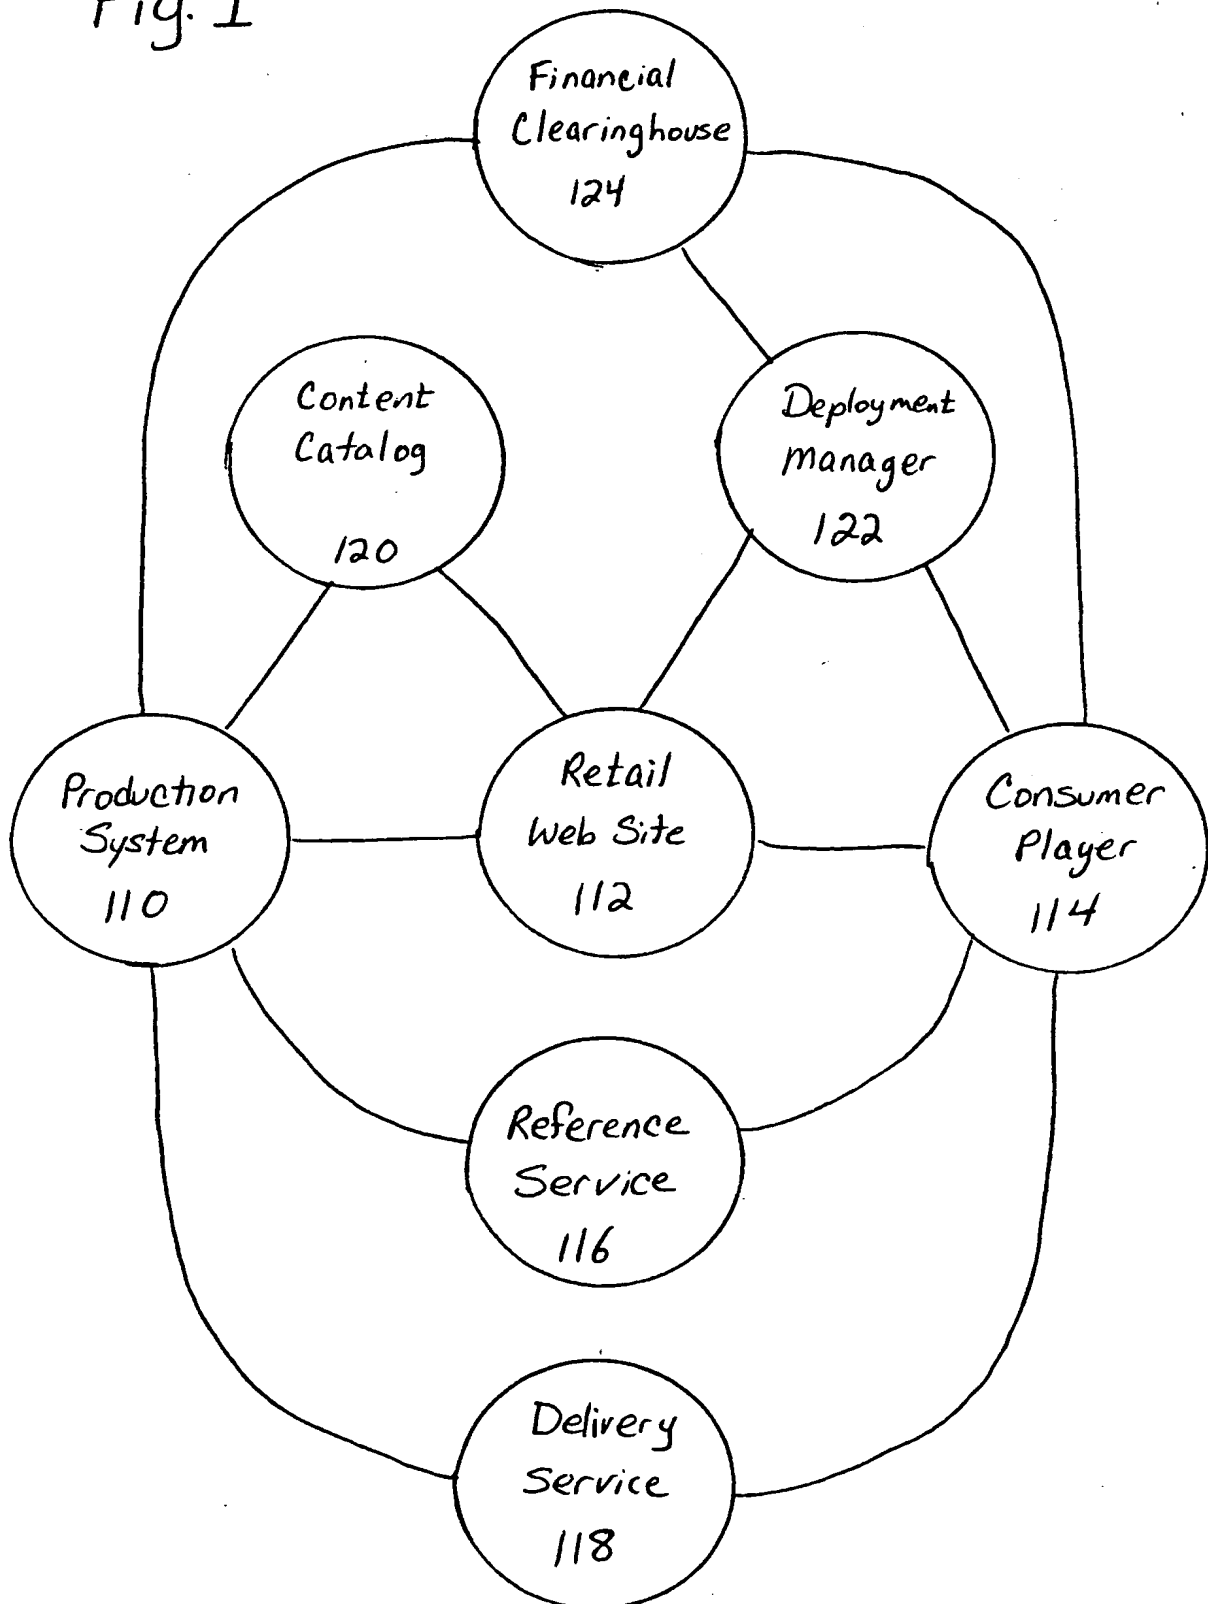 Fig. 1
Financial
Clearinghouse
124
Content
Catalog
120
Deployment
Manager
122
Production
System
110
Retail
Web Site
112
Consumer
Player
114
Reference
Service
116
Delivery
Service
118